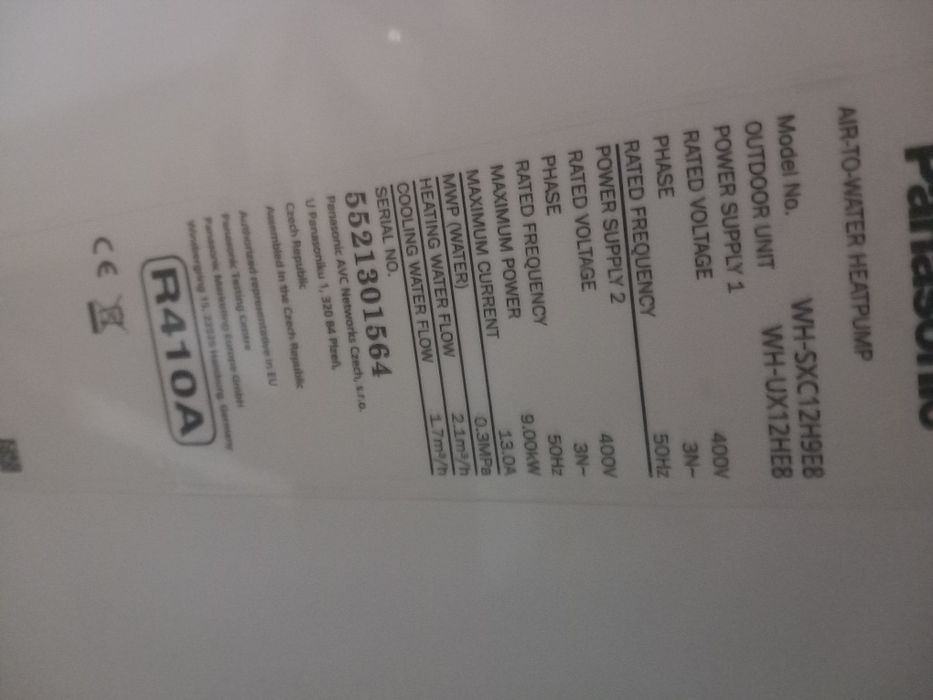 Panasonic
AIR-TO-WATER HEATPUMP
Model No. WH-SXC12H9E8
OUTDOOR UNIT WH-UX12HE8
POWER SUPPLY 1
RATED VOLTAGE 400V
PHASE 3N~
RATED FREQUENCY 50Hz
POWER SUPPLY 2
RATED VOLTAGE 400V
PHASE 3N~
RATED FREQUENCY 50Hz
MAXIMUM POWER 9.00kW
MAXIMUM CURRENT 13.0A
MWP (WATER) 0.3MPa
HEATING WATER FLOW 2.1m³/h
COOLING WATER FLOW 1.7m³/h
SERIAL NO.
5521301564
Panasonic AVC Networks Czech, s.r.o.
U Panasoniku 1, 320 84 Plzeň,
Czech Republic
Assembled in the Czech Republic
Authorized representative in EU
Panasonic Testing Centre
Panasonic Marketing Europe GmbH
Winsbergring 15, 22525 Hamburg, Germany
R410A
CE